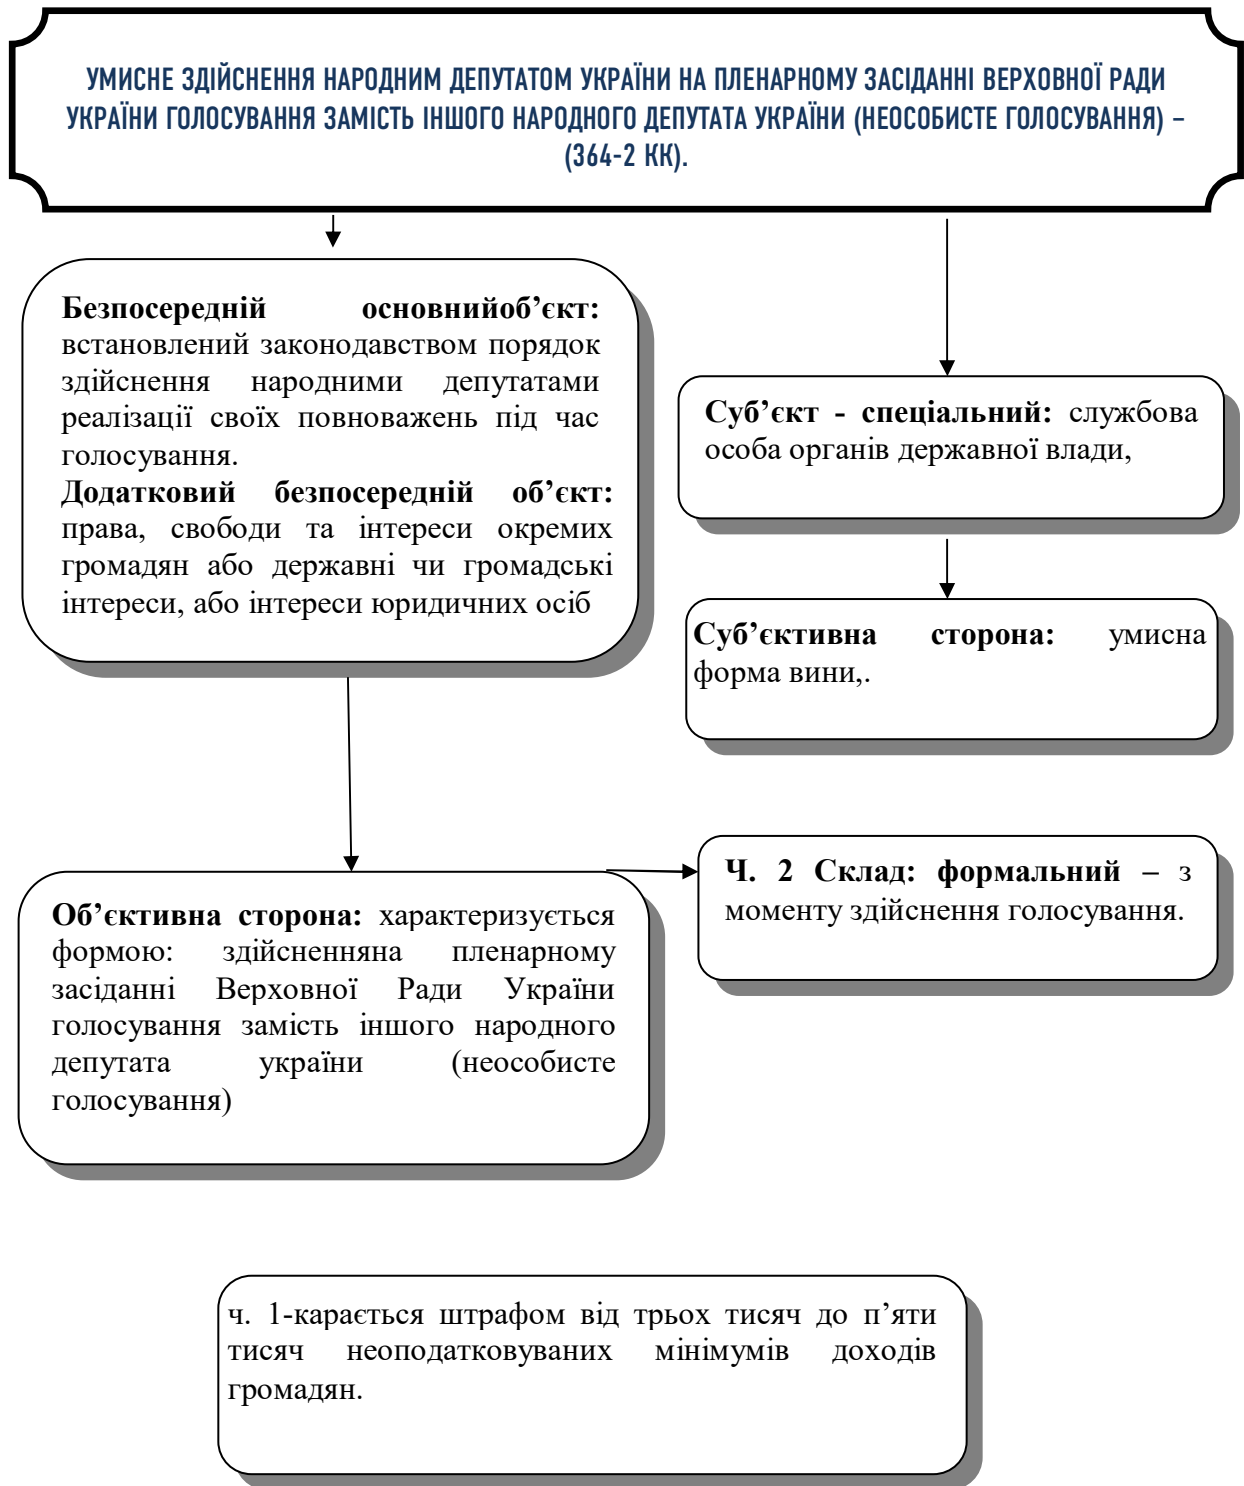 УМИСНЕ ЗДІЙСНЕННЯ НАРОДНИМ ДЕПУТАТОМ УКРАЇНИ НА ПЛЕНАРНОМУ ЗАСІДАННІ ВЕРХОВНОЇ РАДИ
УКРАЇНИ ГОЛОСУВАННЯ ЗАМІСТЬ ІНШОГО НАРОДНОГО ДЕПУТАТА УКРАЇНИ (НЕОСОБИСТЕ ГОЛОСУВАННЯ) –
(364-2 КК).
Безпосередній основнийоб’єкт:
встановлений законодавством порядок
здійснення народними депутатами
реалізації своїх повноважень під час
голосування.
Додатковий безпосередній об’єкт:
права, свободи та інтереси окремих
громадян або державні чи громадські
інтереси, або інтереси юридичних осіб
Суб’єкт - спеціальний: службова
особа органів державної влади,
Суб’єктивна сторона: умисна
форма вини,.
Об’єктивна сторона: характеризується
формою: здійсненняна пленарному
засіданні Верховної Ради України
голосування замість іншого народного
депутата україни (неособисте
голосування)
Ч. 2 Склад: формальний – з
моменту здійснення голосування.
ч. 1-карається штрафом від трьох тисяч до п’яти
тисяч неоподатковуваних мінімумів доходів
громадян.